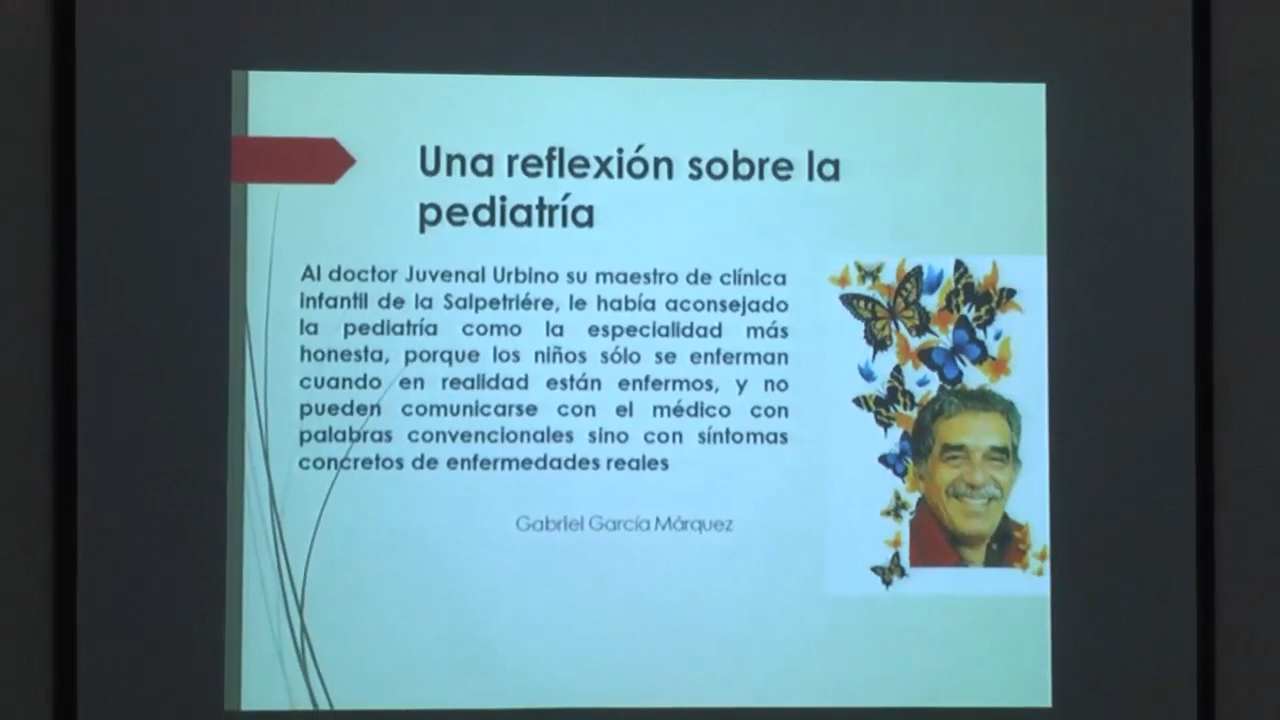 Una reflexión sobre la
pediatría
Al doctor Juvenal Urbino su maestro de clínica
infantil de la Salpetriére, le había aconsejado
la pediatría como la especialidad más
honesta, porque los niños sólo se enferman
cuando en realidad están enfermos, y no
pueden comunicarse con el médico con
palabras convencionales sino con síntomas
concretos de enfermedades reales
Gabriel García Márquez